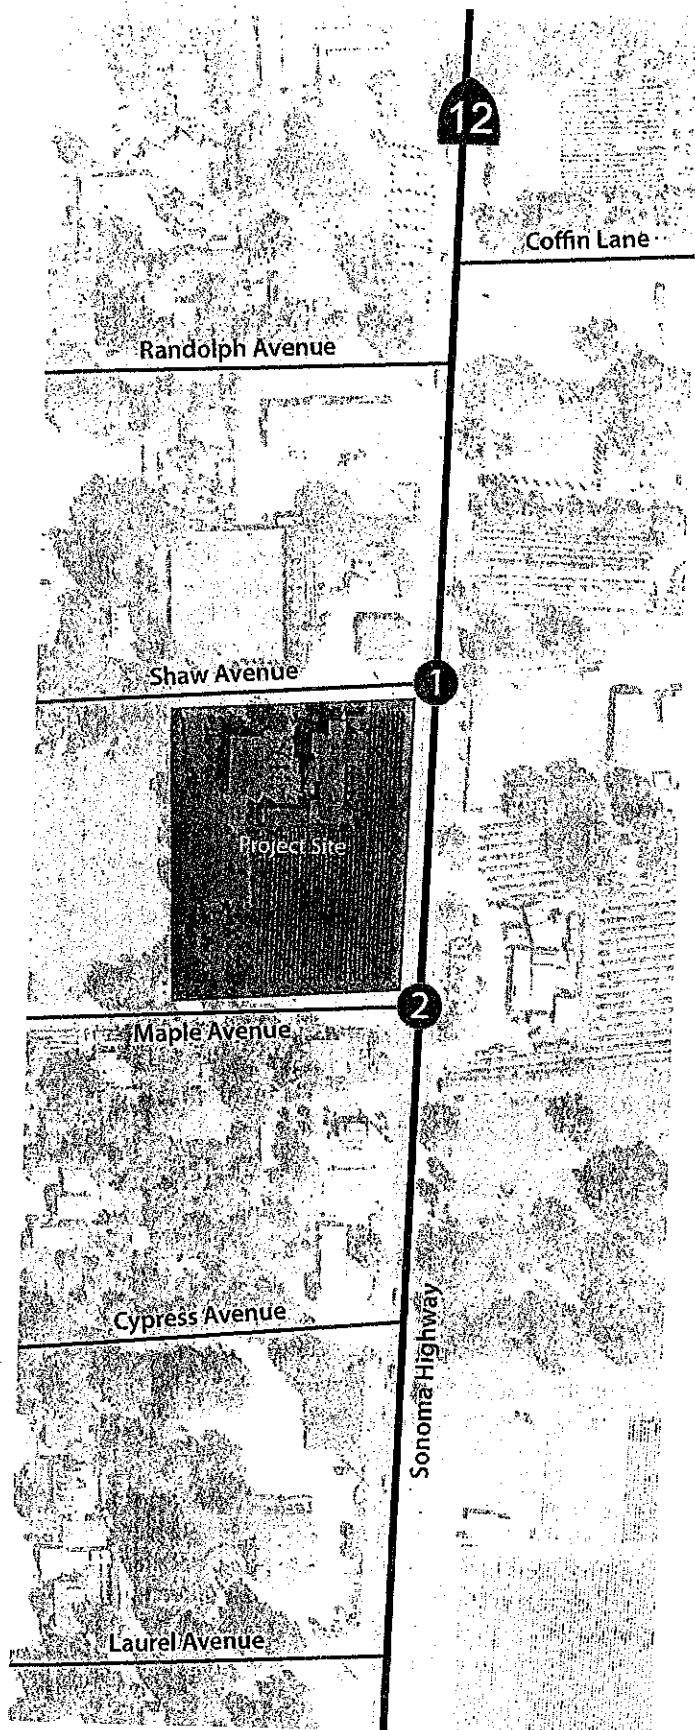 12
Coffin Lane
Randolph Avenue
Shaw Avenue
1
Project Site
2
Maple Avenue
Cypress Avenue
Sonoma Highway
Laurel Avenue